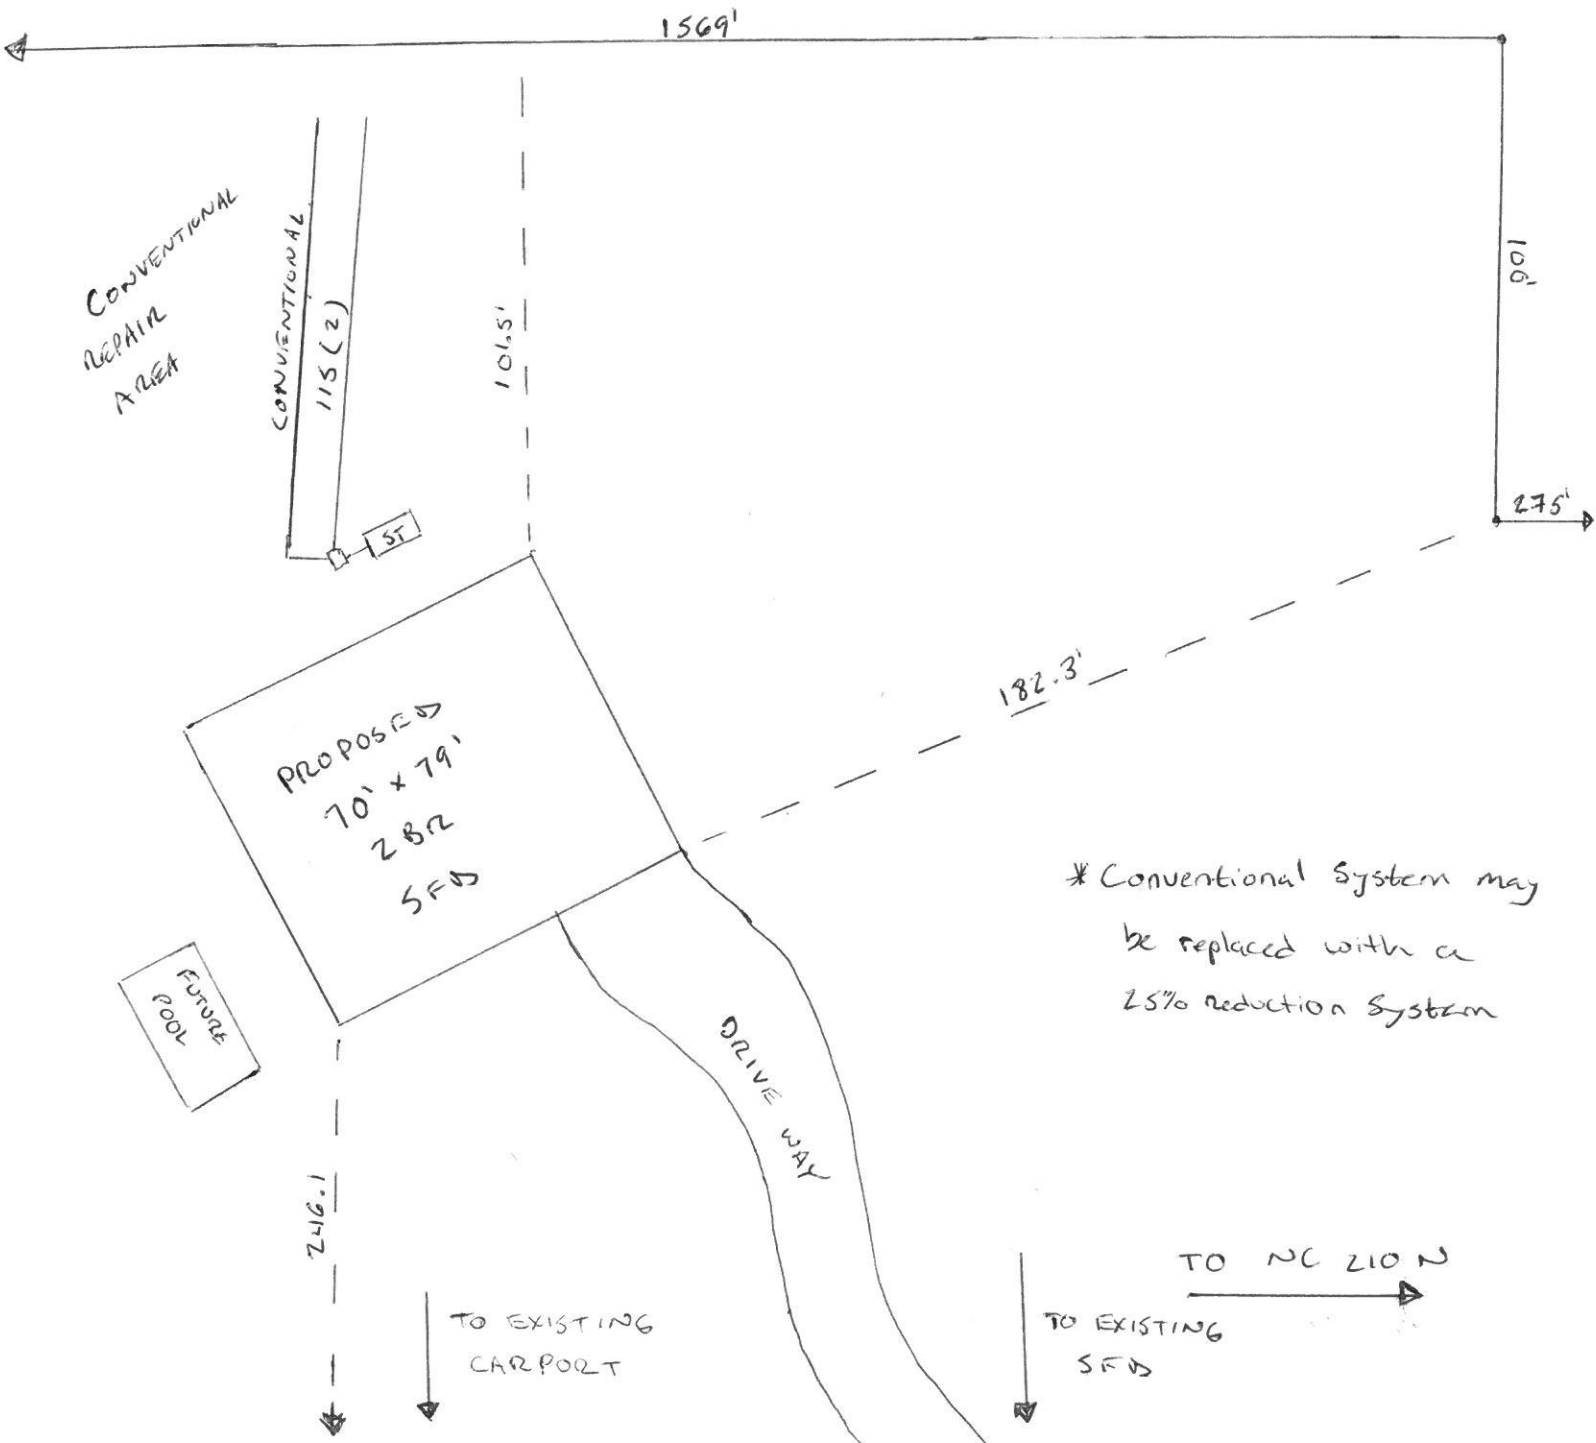 1569'
CONVENTIONAL
REPAIR
AREA
CONVENTIONAL
115 (2)
101.5'
100'
275'
ST
182.3'
PROPOSED
70' x 79'
2 BR
SFD
FUTURE
POOL
* Conventional System may
be replaced with a
25% Reduction System
DRIVE WAY
246.1
TO NC 210 N
TO EXISTING
CARPORT
TO EXISTING
SFD